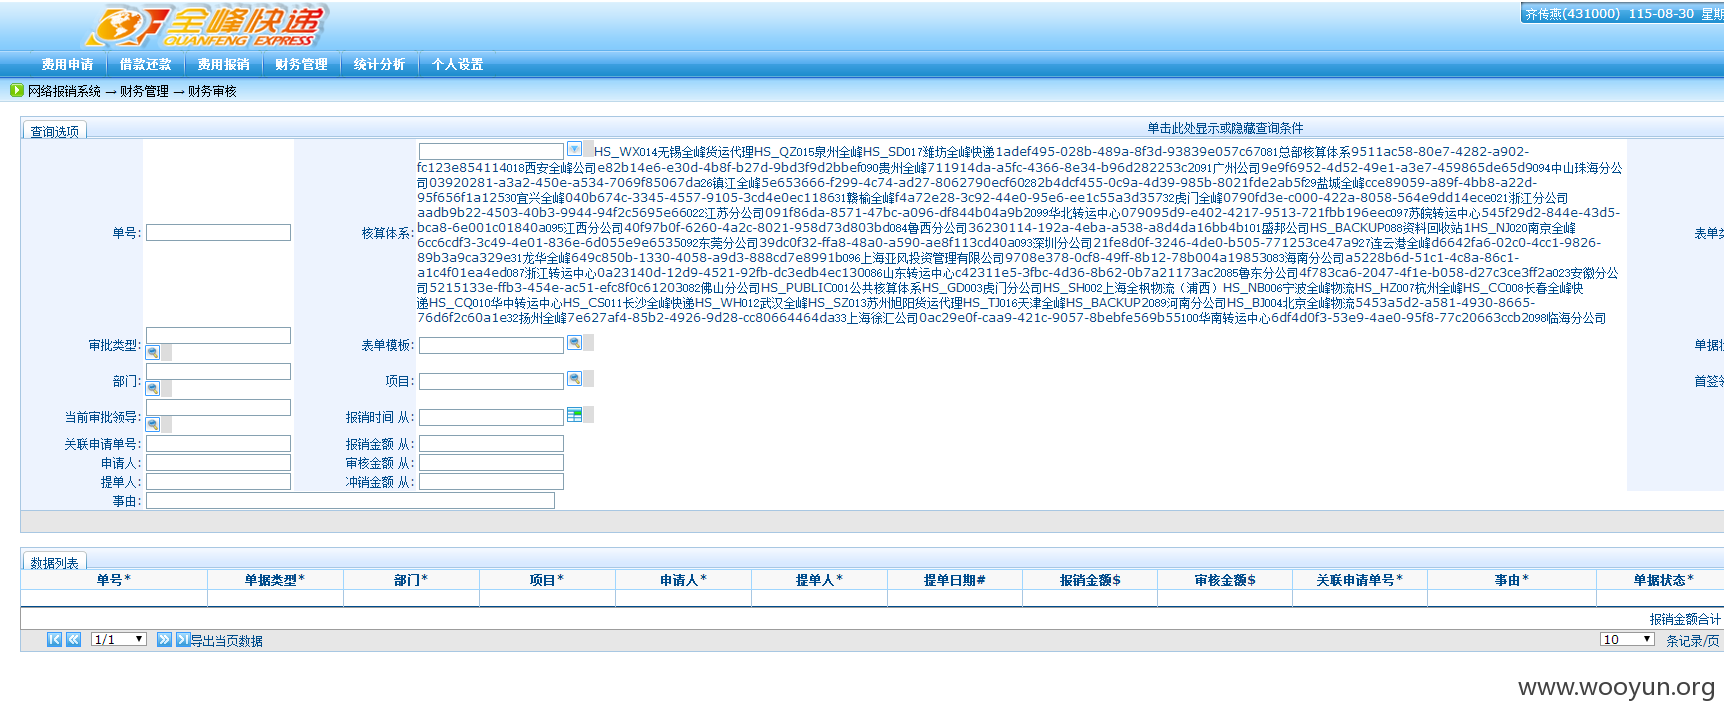 全峰快递
QUANFENG EXPRESS
齐传燕(431000) 115-08-30 星期
费用申请 借款还款 费用报销 财务管理 统计分析 个人设置
网络报销系统 → 财务管理 → 财务审核
查询选项 单击此处显示或隐藏查询条件
HS_WX014无锡全峰货运代理HS_QZ015泉州全峰HS_SD017潍坊全峰快递1adef495-028b-489a-8f3d-93839e057c67081总部核算体系9511ac58-80e7-4282-a902-
fc123e854114018西安全峰公司e82b14e6-e30d-4b8f-b27d-9bd3f9d2bbef090贵州全峰711914da-a5fc-4366-8e34-b96d282253c2091广州公司9e9f6952-4d52-49e1-a3e7-459865de65d9094中山珠海分公
司03920281-a3a2-450e-a534-7069f85067da26镇江全峰5e653666-f299-4c74-ad27-8062790ecf60282b4dcf455-0c9a-4d39-985b-8021fde2ab5f29盐城全峰cce89059-a89f-4bb8-a22d-
95f656f1a12530宜兴全峰040b674c-3345-4557-9105-3cd4e0ec118631赣榆全峰f4a72e28-3c92-44e0-95e6-ee1c55a3d35732虎门全峰0790fd3e-c000-422a-8058-564e9dd14ece021浙江分公司
aadb9b22-4503-40b3-9944-94f2c5695e66022江苏分公司091f86da-8571-47bc-a096-df844b04a9b2099华北转运中心079095d9-e402-4217-9513-721fbb196eec097苏皖转运中心545f29d2-844e-43d5-
单号: 核算体系: bca8-6e001c01840a095江西分公司40f97b0f-6260-4a2c-8021-958d73d803bd084鲁西分公司36230114-192a-4eba-a538-a8d4da16bb4b101盛邦公司HS_BACKUP088资料回收站1HS_NJ020南京全峰 表单类
6cc6cdf3-3c49-4e01-836e-6d055e9e6535092东莞分公司39dc0f32-ffa8-48a0-a590-ae8f113cd40a093深圳分公司21fe8d0f-3246-4de0-b505-771253ce47a927连云港全峰d6642fa6-02c0-4cc1-9826-
89b3a9ca329e31龙华全峰649c850b-1330-4058-a9d3-888cd7e8991b096上海亚风投资管理有限公司9708e378-0cf8-49ff-8b12-78b004a19853083海南分公司a5228b6d-51c1-4c8a-86c1-
a1c4f01ea4ed087浙江转运中心0a23140d-12d9-4521-92fb-dc3edb4ec130086山东转运中心c42311e5-3fbc-4d36-8b62-0b7a21173ac2085鲁东分公司4f783ca6-2047-4f1e-b058-d27c3ce3ff2a023安徽分公
司5215133e-ffb3-454e-ac51-efc8f0c61203082佛山分公司HS_PUBLIC001公共核算体系HS_GD003虎门分公司HS_SH002上海全枫物流（浦西）HS_NB006宁波全峰物流HS_HZ007杭州全峰HS_CC008长春全峰快
递HS_CQ010华中转运中心HS_CS011长沙全峰快递HS_WH012武汉全峰HS_SZ013苏州旭阳货运代理HS_TJ016天津全峰HS_BACKUP2089河南分公司HS_BJ004北京全峰物流5453a5d2-a581-4930-8665-
76d6f2c60a1e32扬州全峰7e627af4-85b2-4926-9d28-cc80664464da33上海徐汇公司0ac29e0f-caa9-421c-9057-8bebfe569b55100华南转运中心6df4d0f3-53e9-4ae0-95f8-77c20663ccb2098临海分公司
审批类型: 表单模板: 单据状
部门: 项目: 首签领
当前审批领导: 报销时间 从:
关联申请单号: 报销金额 从:
申请人: 审核金额 从:
提单人: 冲销金额 从:
事由:
数据列表
单号* 单据类型* 部门* 项目* 申请人* 提单人* 提单日期# 报销金额$ 审核金额$ 关联申请单号* 事由* 单据状态*
报销金额合计
1/1 导出当页数据 10 条记录/页
www.wooyun.org